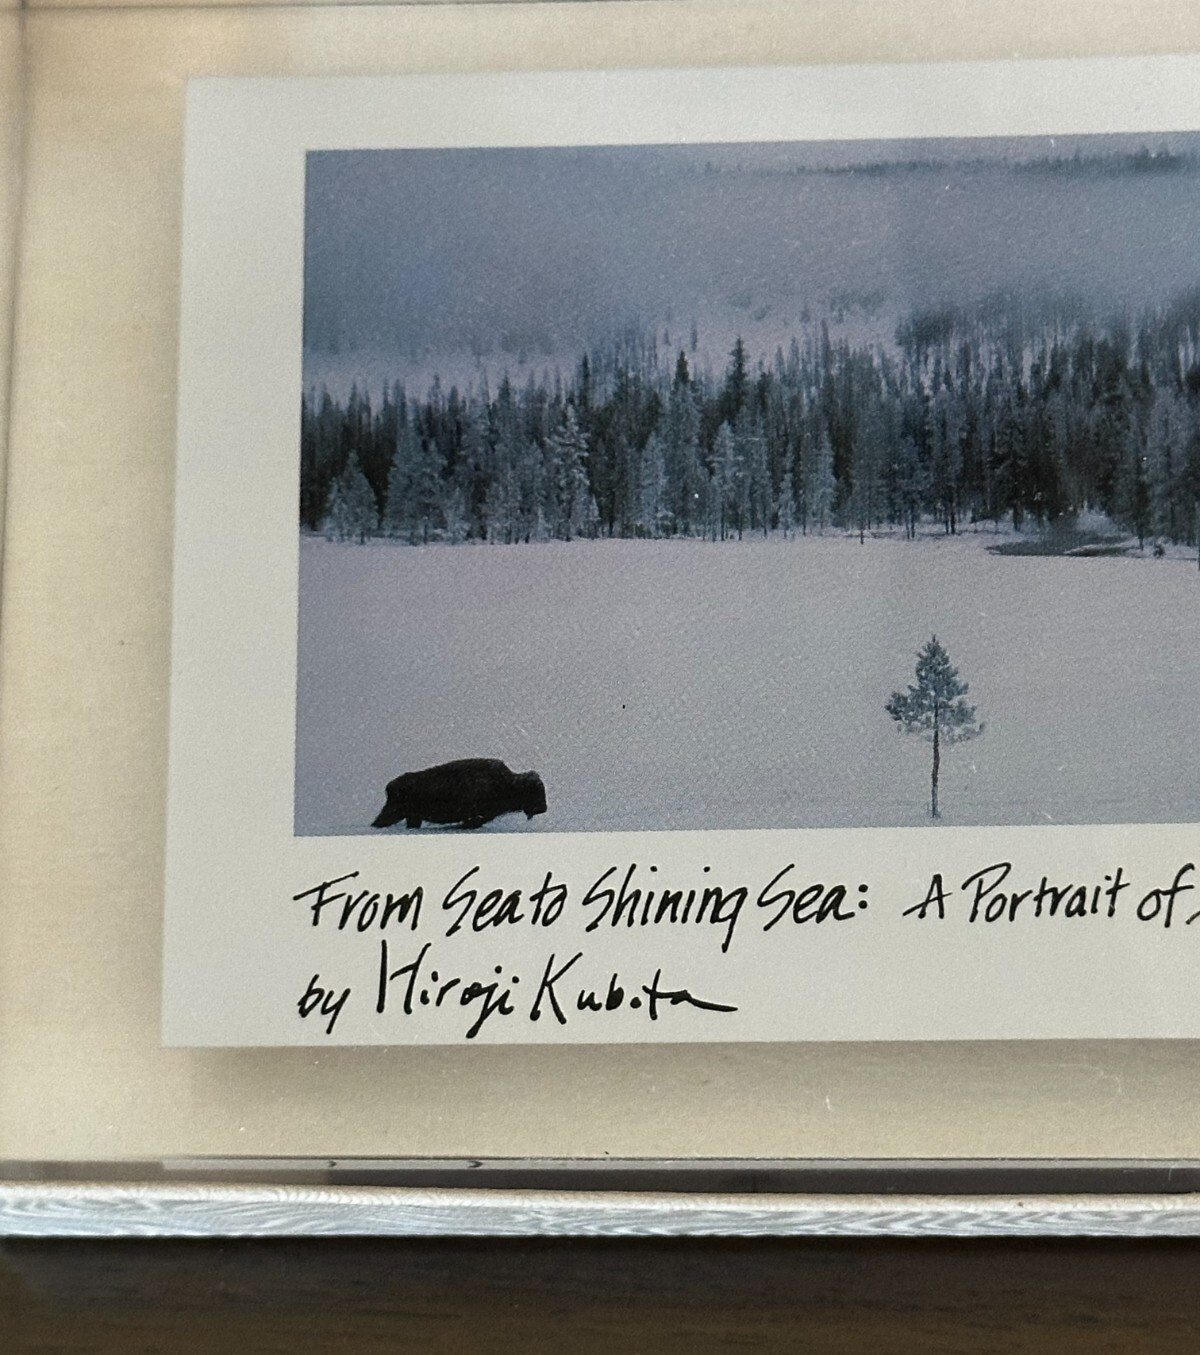 From Sea to Shining Sea: A Portrait of
by Hiroji Kubota